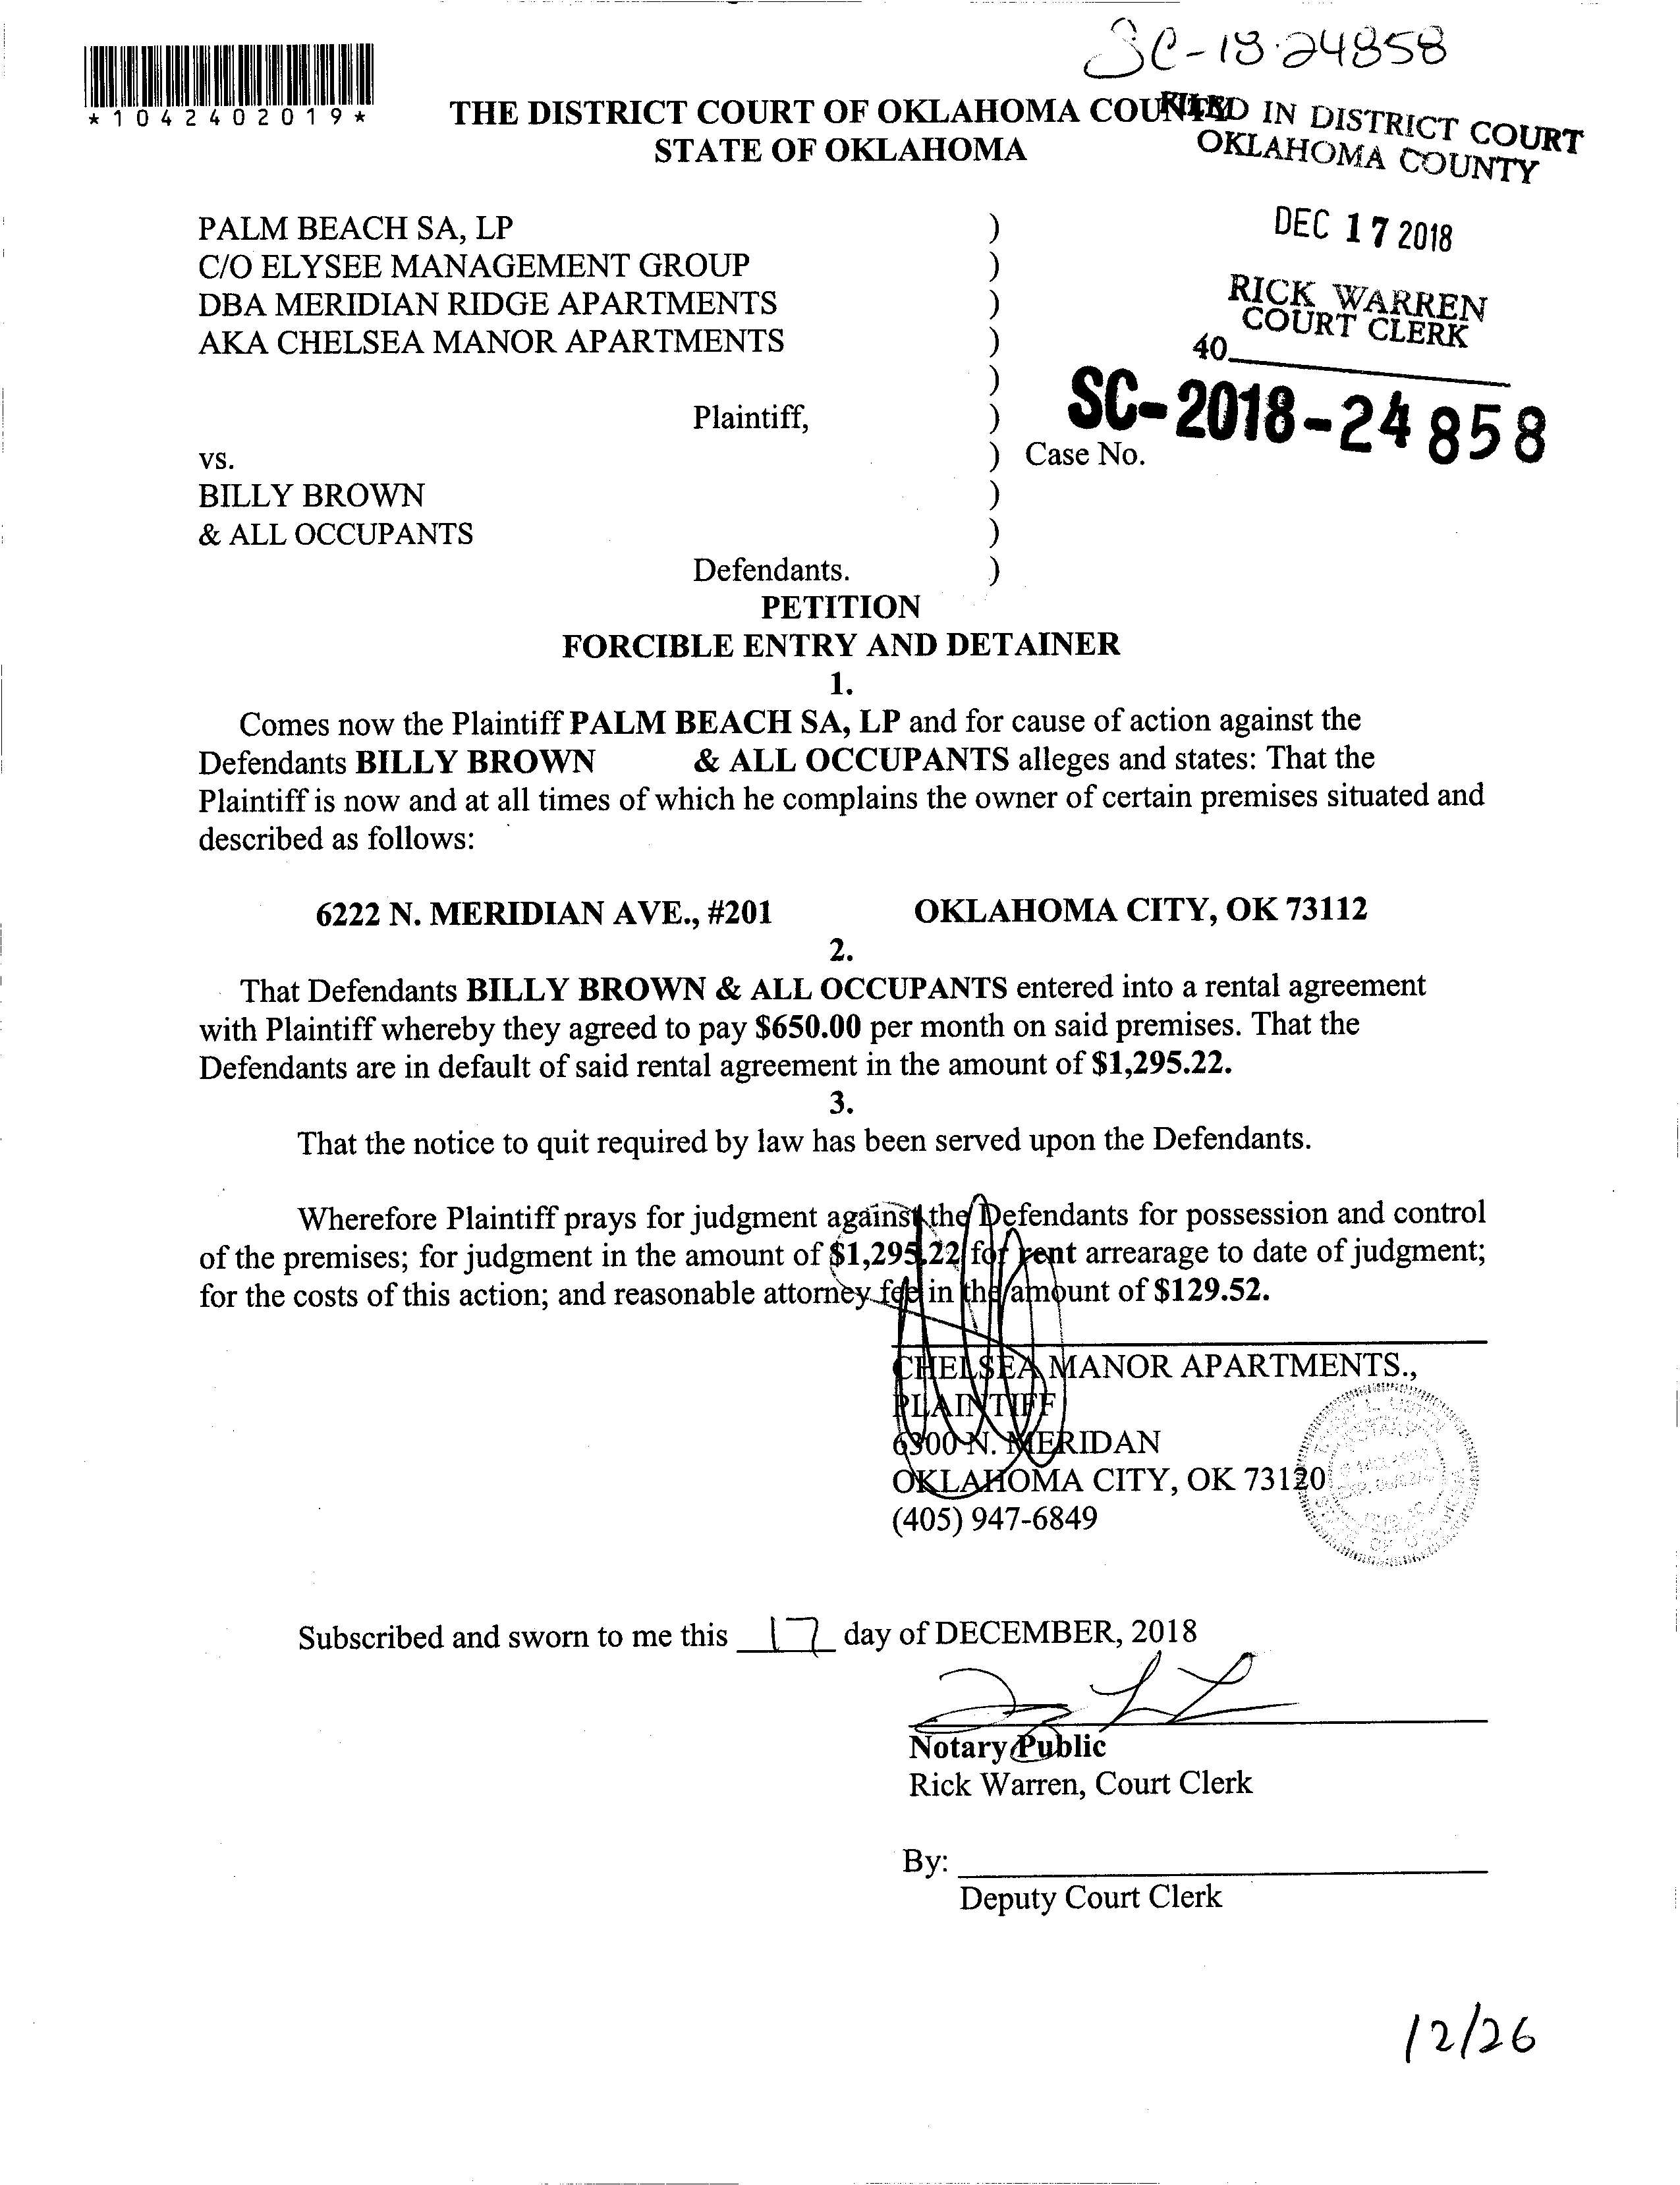 SC-18-24858
*1042402019*
THE DISTRICT COURT OF OKLAHOMA COUNTY
STATE OF OKLAHOMA
FILED IN DISTRICT COURT
OKLAHOMA COUNTY
DEC 17 2018
RICK WARREN
COURT CLERK
40
SC-2018-24858
PALM BEACH SA, LP )
C/O ELYSEE MANAGEMENT GROUP )
DBA MERIDIAN RIDGE APARTMENTS )
AKA CHELSEA MANOR APARTMENTS )
)
Plaintiff, )
vs. ) Case No.
BILLY BROWN )
& ALL OCCUPANTS )
Defendants. )
PETITION
FORCIBLE ENTRY AND DETAINER
1.
Comes now the Plaintiff PALM BEACH SA, LP and for cause of action against the
Defendants BILLY BROWN & ALL OCCUPANTS alleges and states: That the
Plaintiff is now and at all times of which he complains the owner of certain premises situated and
described as follows:
6222 N. MERIDIAN AVE., #201 OKLAHOMA CITY, OK 73112
2.
That Defendants BILLY BROWN & ALL OCCUPANTS entered into a rental agreement
with Plaintiff whereby they agreed to pay $650.00 per month on said premises. That the
Defendants are in default of said rental agreement in the amount of $1,295.22.
3.
That the notice to quit required by law has been served upon the Defendants.
Wherefore Plaintiff prays for judgment against the Defendants for possession and control
of the premises; for judgment in the amount of $1,295.22 for rent arrearage to date of judgment;
for the costs of this action; and reasonable attorney fee in the amount of $129.52.
CHELSEA MANOR APARTMENTS.,
PLAINTIFF
6300 N. MERIDAN
OKLAHOMA CITY, OK 73120
(405) 947-6849
Subscribed and sworn to me this 17 day of DECEMBER, 2018
Notary Public
Rick Warren, Court Clerk
By:
Deputy Court Clerk
12/26